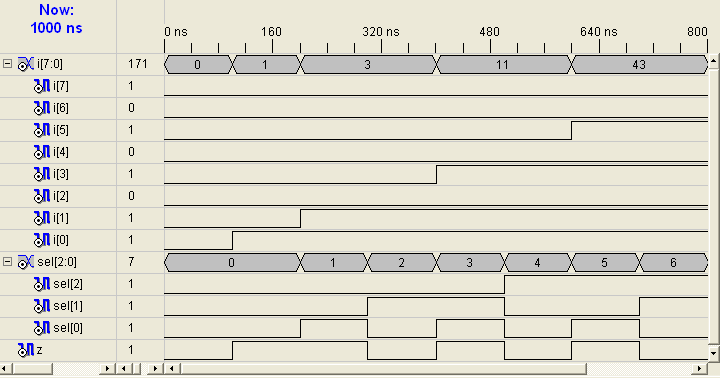 Now:
1000 ns
0 ns 160 320 ns 480 640 ns 800
i[7:0] 171 0 1 3 11 43
i[7] 1
i[6] 0
i[5] 1
i[4] 0
i[3] 1
i[2] 0
i[1] 1
i[0] 1
sel[2:0] 7 0 1 2 3 4 5 6
sel[2] 1
sel[1] 1
sel[0] 1
z 1